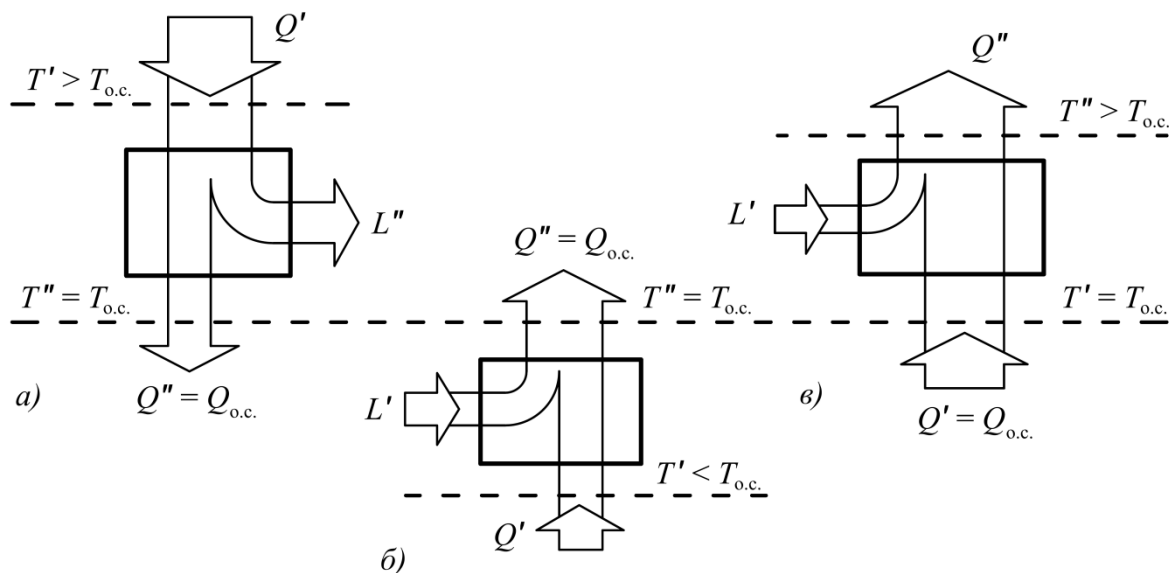 Q′
T′ > Tо.с.
L″
T″ = Tо.с.
Q″ = Qо.с.
а)
Q″ = Qо.с.
T″ = Tо.с.
L′
T′ < Tо.с.
Q′
б)
Q″
T″ > Tо.с.
L′
T′ = Tо.с.
Q′ = Qо.с.
в)